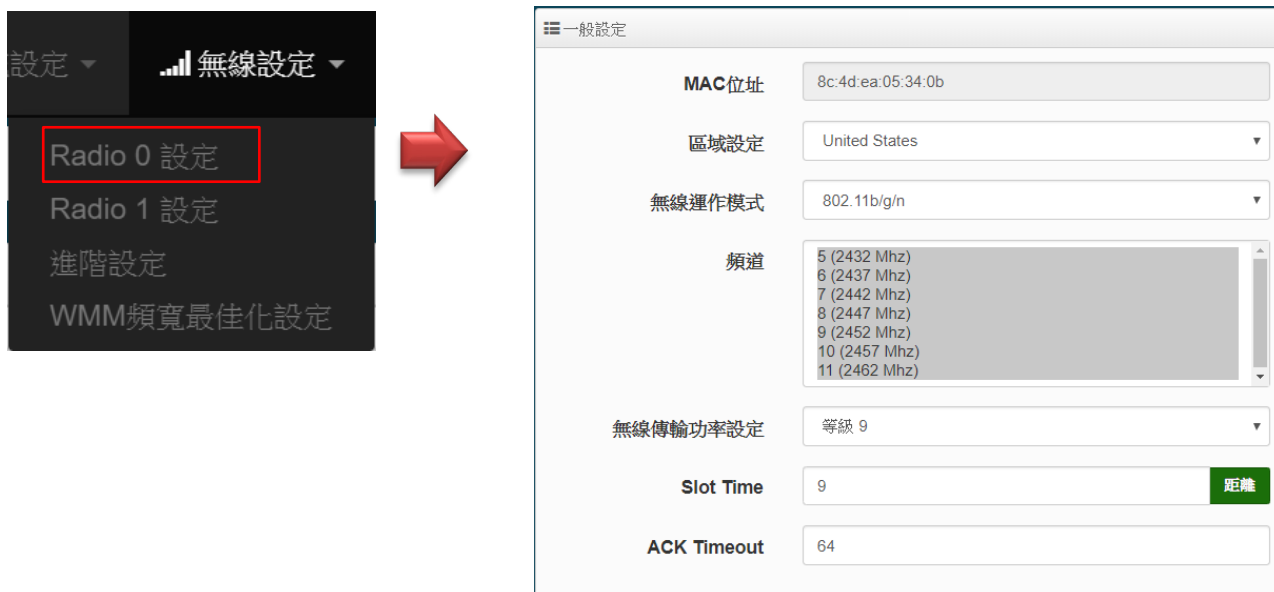 設定
無線設定
Radio 0 設定
Radio 1 設定
進階設定
WMM頻寬最佳化設定
一般設定
MAC位址 8c:4d:ea:05:34:0b
區域設定 United States
無線運作模式 802.11b/g/n
頻道
5 (2432 Mhz)
6 (2437 Mhz)
7 (2442 Mhz)
8 (2447 Mhz)
9 (2452 Mhz)
10 (2457 Mhz)
11 (2462 Mhz)
無線傳輸功率設定 等級 9
Slot Time 9 距離
ACK Timeout 64